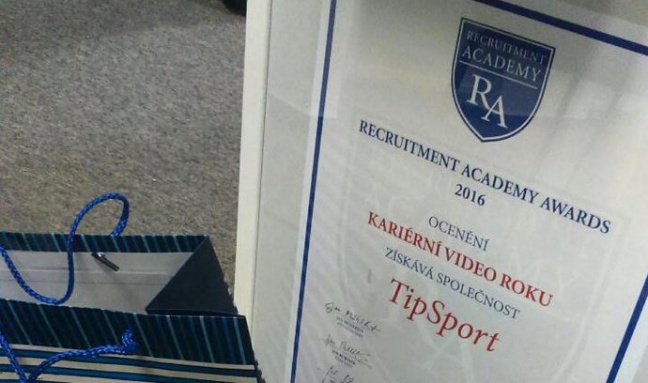 RECRUITMENT
ACADEMY
RA
RECRUITMENT ACADEMY AWARDS
2016
OCENĚNÍ
KARIÉRNÍ VIDEO ROKU
ZÍSKÁVÁ SPOLEČNOST
TipSport